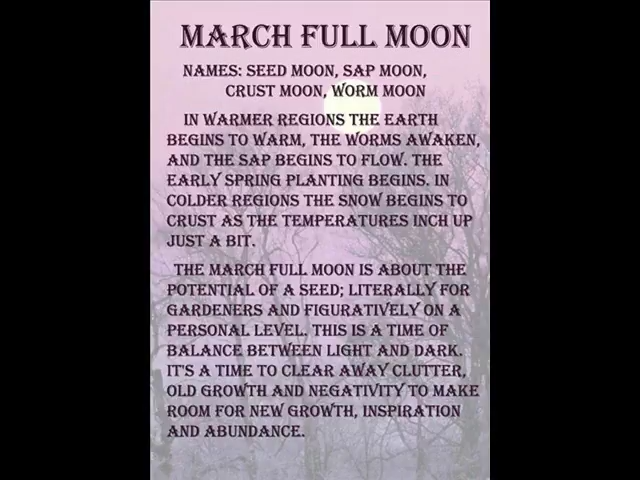 MARCH FULL MOON
NAMES: SEED MOON, SAP MOON,
CRUST MOON, WORM MOON
IN WARMER REGIONS THE EARTH
BEGINS TO WARM, THE WORMS AWAKEN,
AND THE SAP BEGINS TO FLOW. THE
EARLY SPRING PLANTING BEGINS. IN
COLDER REGIONS THE SNOW BEGINS TO
CRUST AS THE TEMPERATURES INCH UP
JUST A BIT.
THE MARCH FULL MOON IS ABOUT THE
POTENTIAL OF A SEED; LITERALLY FOR
GARDENERS AND FIGURATIVELY ON A
PERSONAL LEVEL. THIS IS A TIME OF
BALANCE BETWEEN LIGHT AND DARK.
IT'S A TIME TO CLEAR AWAY CLUTTER,
OLD GROWTH AND NEGATIVITY TO MAKE
ROOM FOR NEW GROWTH, INSPIRATION
AND ABUNDANCE.